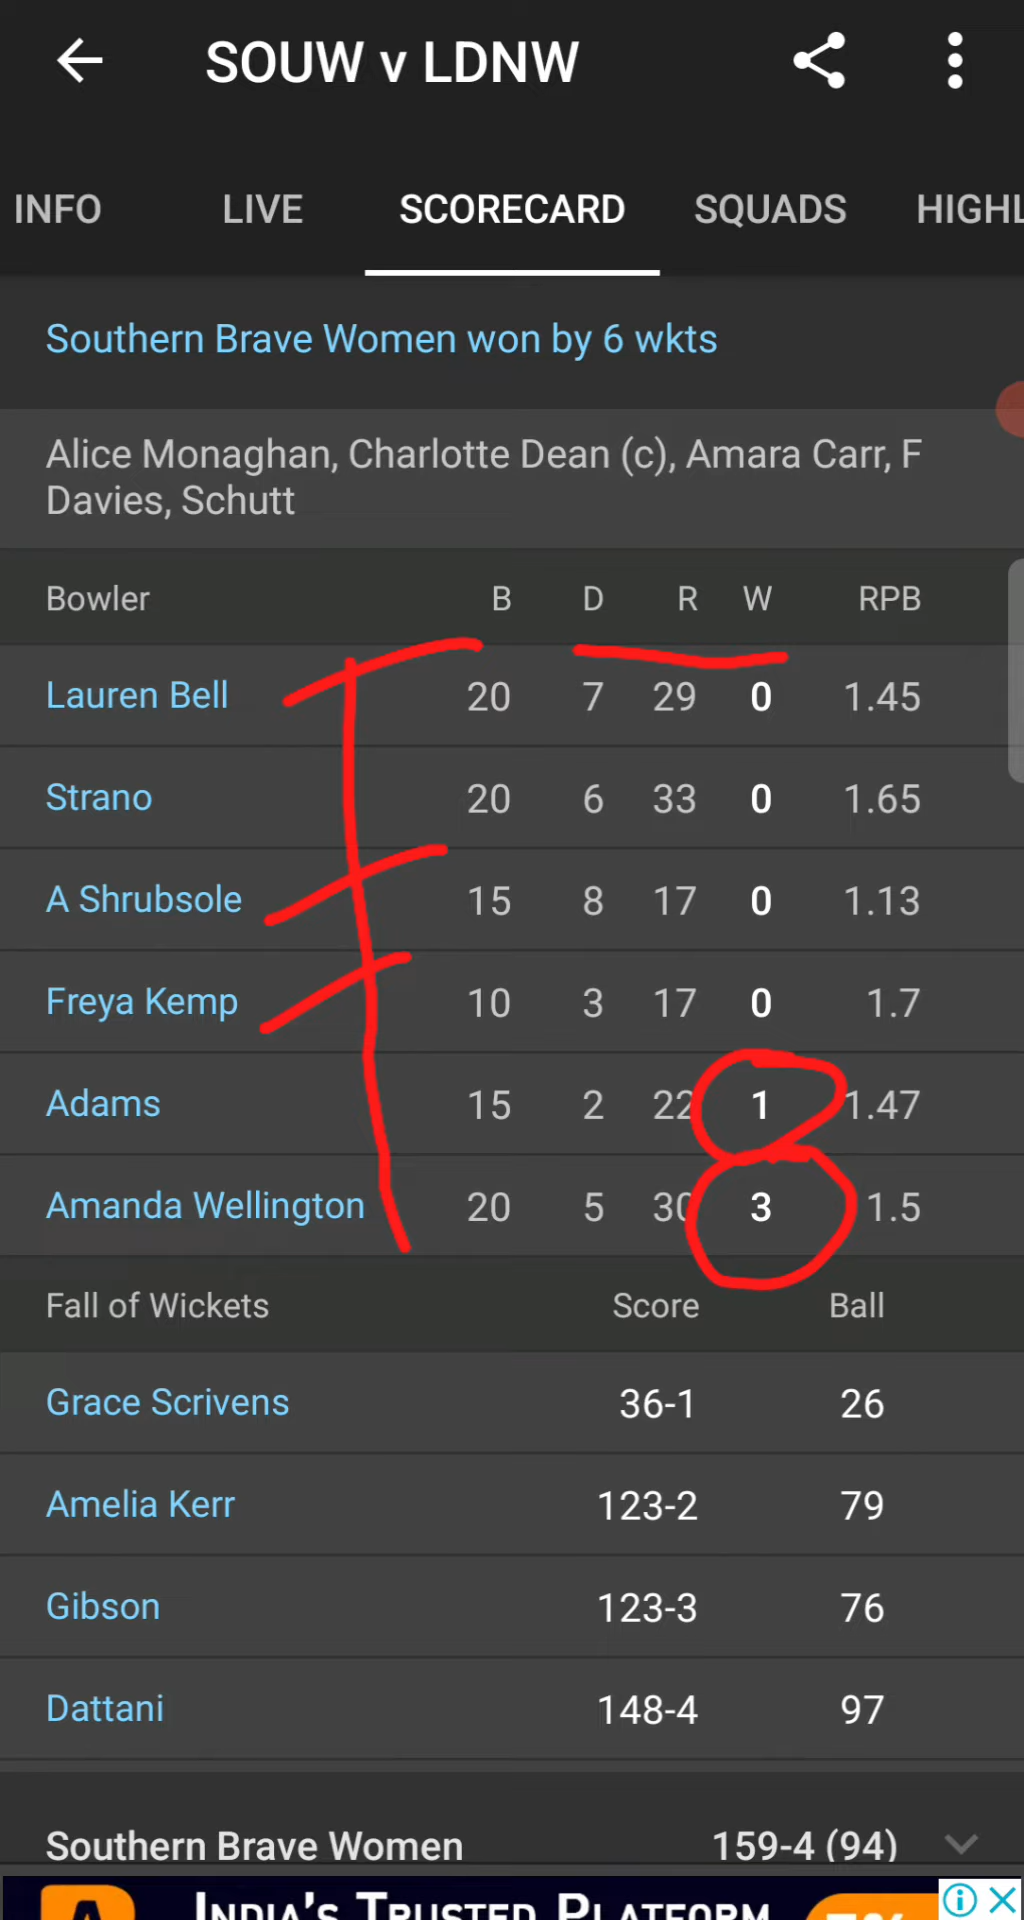 SOUW v LDNW
INFO LIVE SCORECARD SQUADS HIGHL
Southern Brave Women won by 6 wkts
Alice Monaghan, Charlotte Dean (c), Amara Carr, F
Davies, Schutt
Bowler B D R W RPB
Lauren Bell 20 7 29 0 1.45
Strano 20 6 33 0 1.65
A Shrubsole 15 8 17 0 1.13
Freya Kemp 10 3 17 0 1.7
Adams 15 2 22 1 1.47
Amanda Wellington 20 5 30 3 1.5
Fall of Wickets Score Ball
Grace Scrivens 36-1 26
Amelia Kerr 123-2 79
Gibson 123-3 76
Dattani 148-4 97
Southern Brave Women 159-4 (94)
INDIA'S TRUSTED PLATFORM